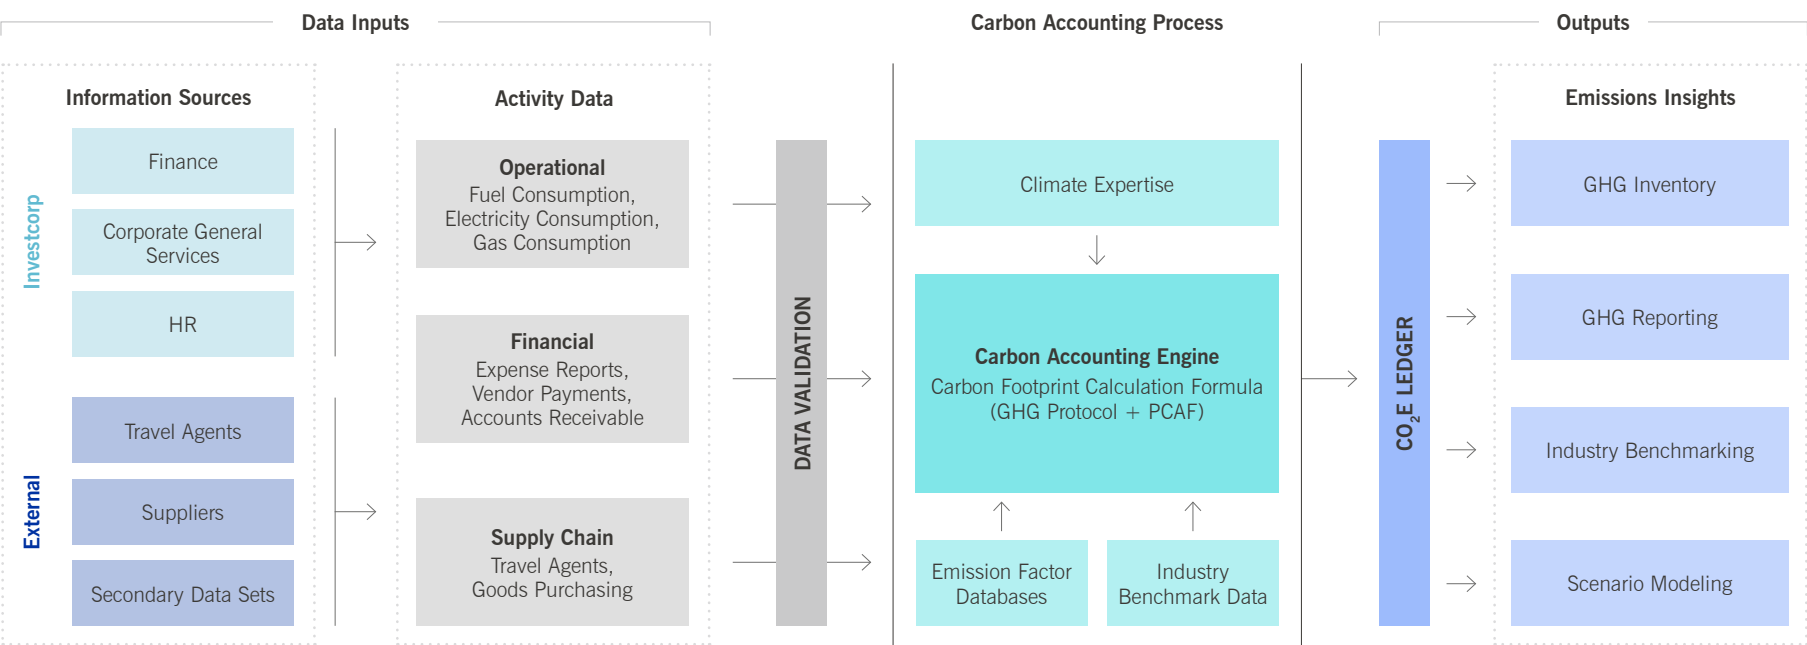 Data Inputs
Carbon Accounting Process
Outputs
Information Sources
Investcorp
Finance
Corporate General
Services
HR
External
Travel Agents
Suppliers
Secondary Data Sets
Activity Data
Operational
Fuel Consumption,
Electricity Consumption,
Gas Consumption
Financial
Expense Reports,
Vendor Payments,
Accounts Receivable
Supply Chain
Travel Agents,
Goods Purchasing
DATA VALIDATION
Climate Expertise
Carbon Accounting Engine
Carbon Footprint Calculation Formula
(GHG Protocol + PCAF)
Emission Factor
Databases
Industry
Benchmark Data
CO₂E LEDGER
Emissions Insights
GHG Inventory
GHG Reporting
Industry Benchmarking
Scenario Modeling